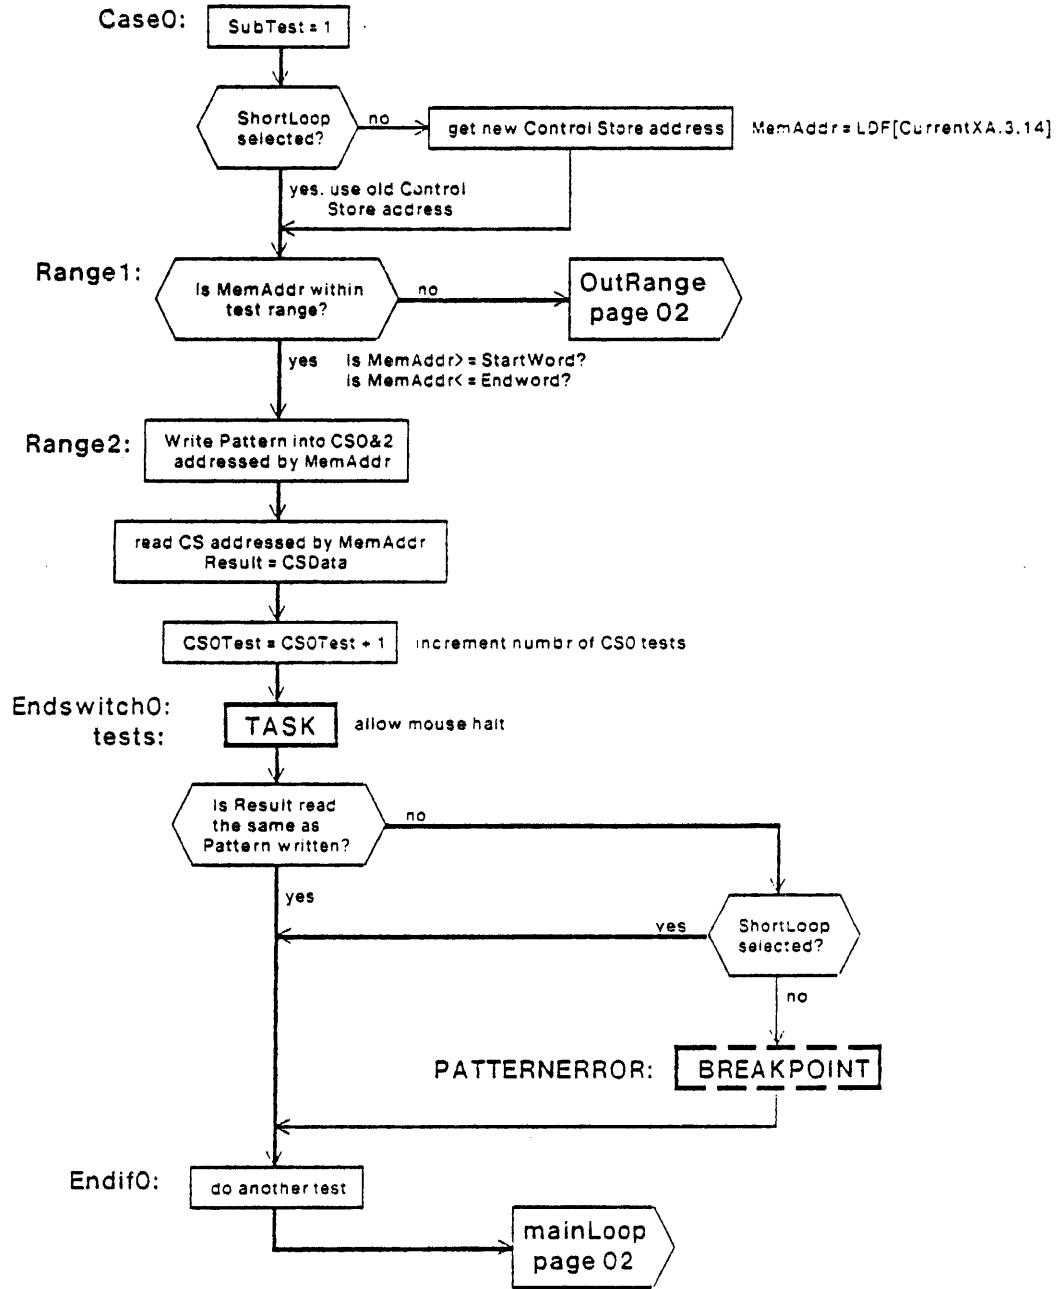 Case0:
SubTest = 1
ShortLoop
selected?
no
get new Control Store address
MemAddr = LDF[CurrentXA.3.14]
yes. use old Control
Store address
Range1:
Is MemAddr within
test range?
no
OutRange
page 02
yes
Is MemAddr> = StartWord?
Is MemAddr< = Endword?
Range2:
Write Pattern into CS0&2
addressed by MemAddr
read CS addressed by MemAddr
Result = CSData
CS0Test = CS0Test + 1
increment numbr of CS0 tests
Endswitch0:
tests:
TASK
allow mouse halt
Is Result read
the same as
Pattern written?
no
yes
yes
ShortLoop
selected?
no
PATTERNERROR:
BREAKPOINT
Endif0:
do another test
mainLoop
page 02